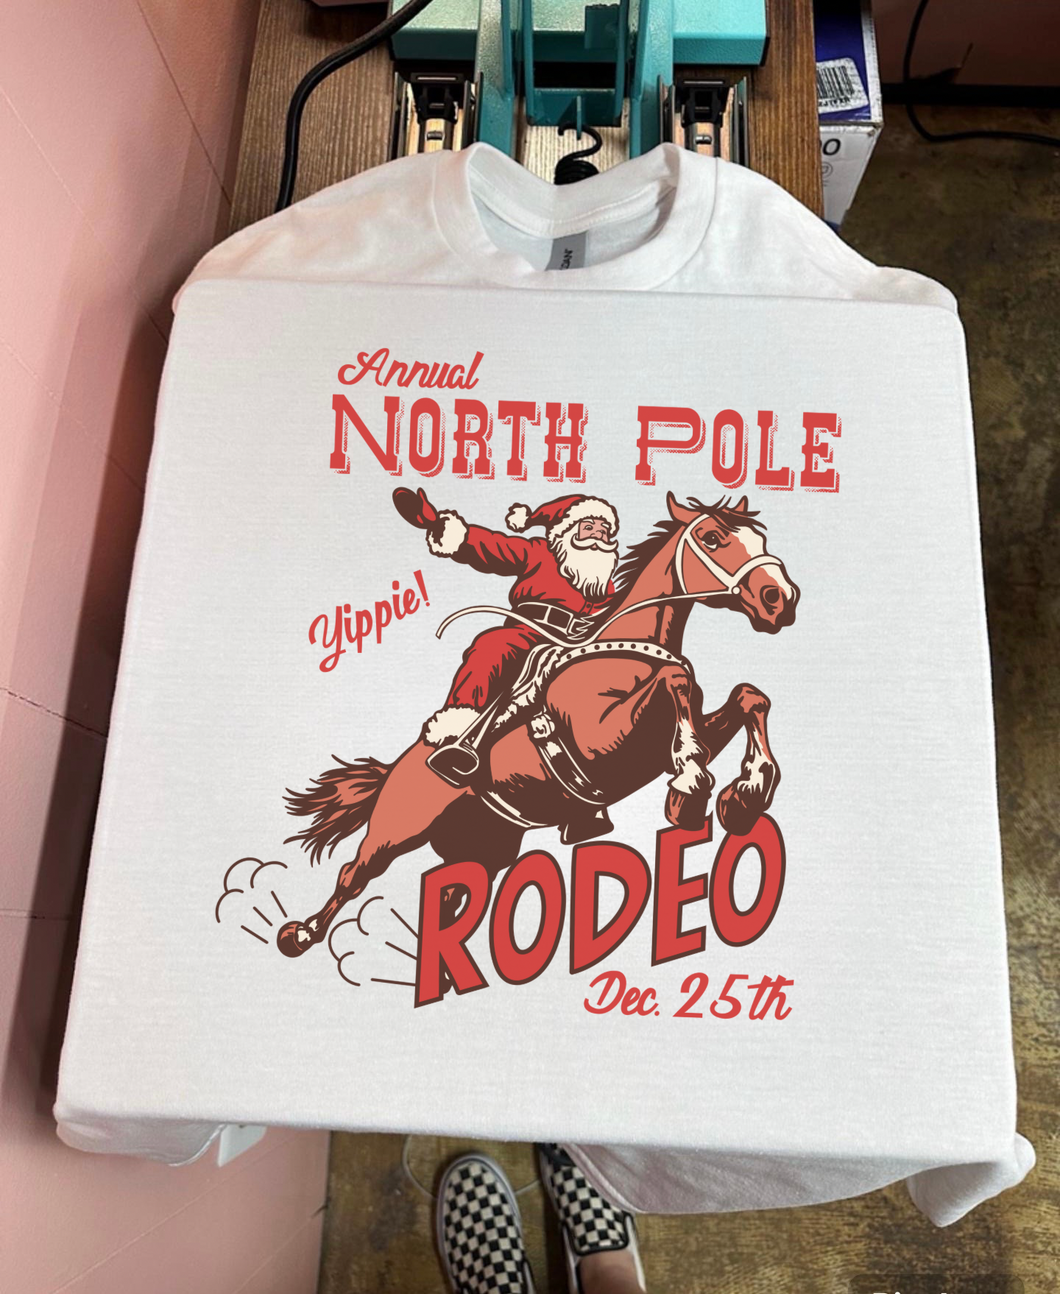 Annual
NORTH POLE
Yippie!
RODEO
Dec. 25th